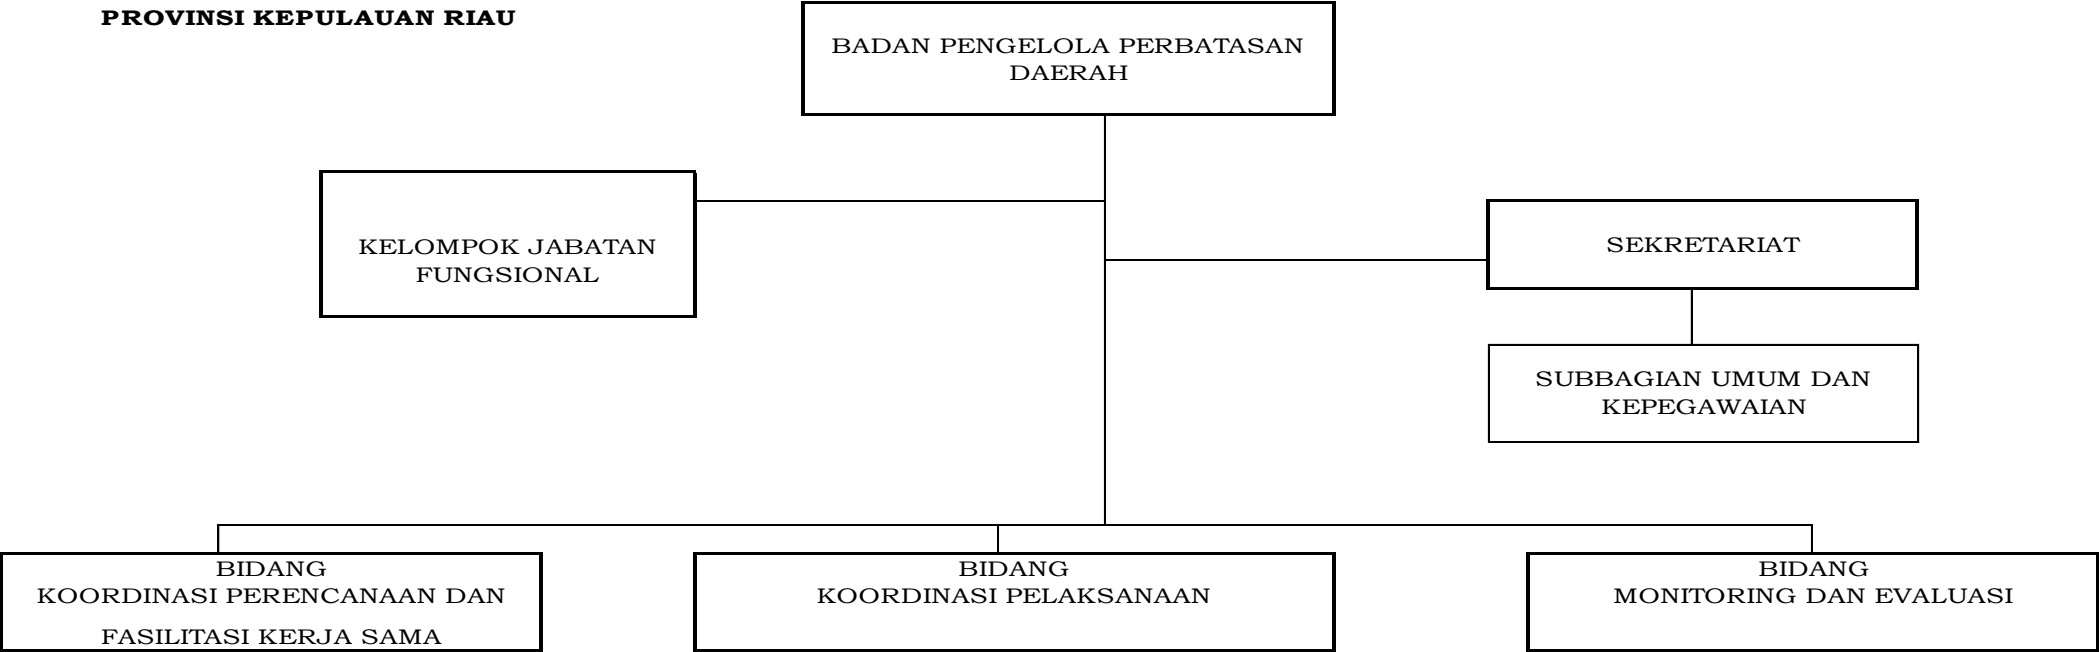 PROVINSI KEPULAUAN RIAU
BADAN PENGELOLA PERBATASAN
DAERAH
KELOMPOK JABATAN
FUNGSIONAL
SEKRETARIAT
SUBBAGIAN UMUM DAN
KEPEGAWAIAN
BIDANG
KOORDINASI PERENCANAAN DAN
FASILITASI KERJA SAMA
BIDANG
KOORDINASI PELAKSANAAN
BIDANG
MONITORING DAN EVALUASI